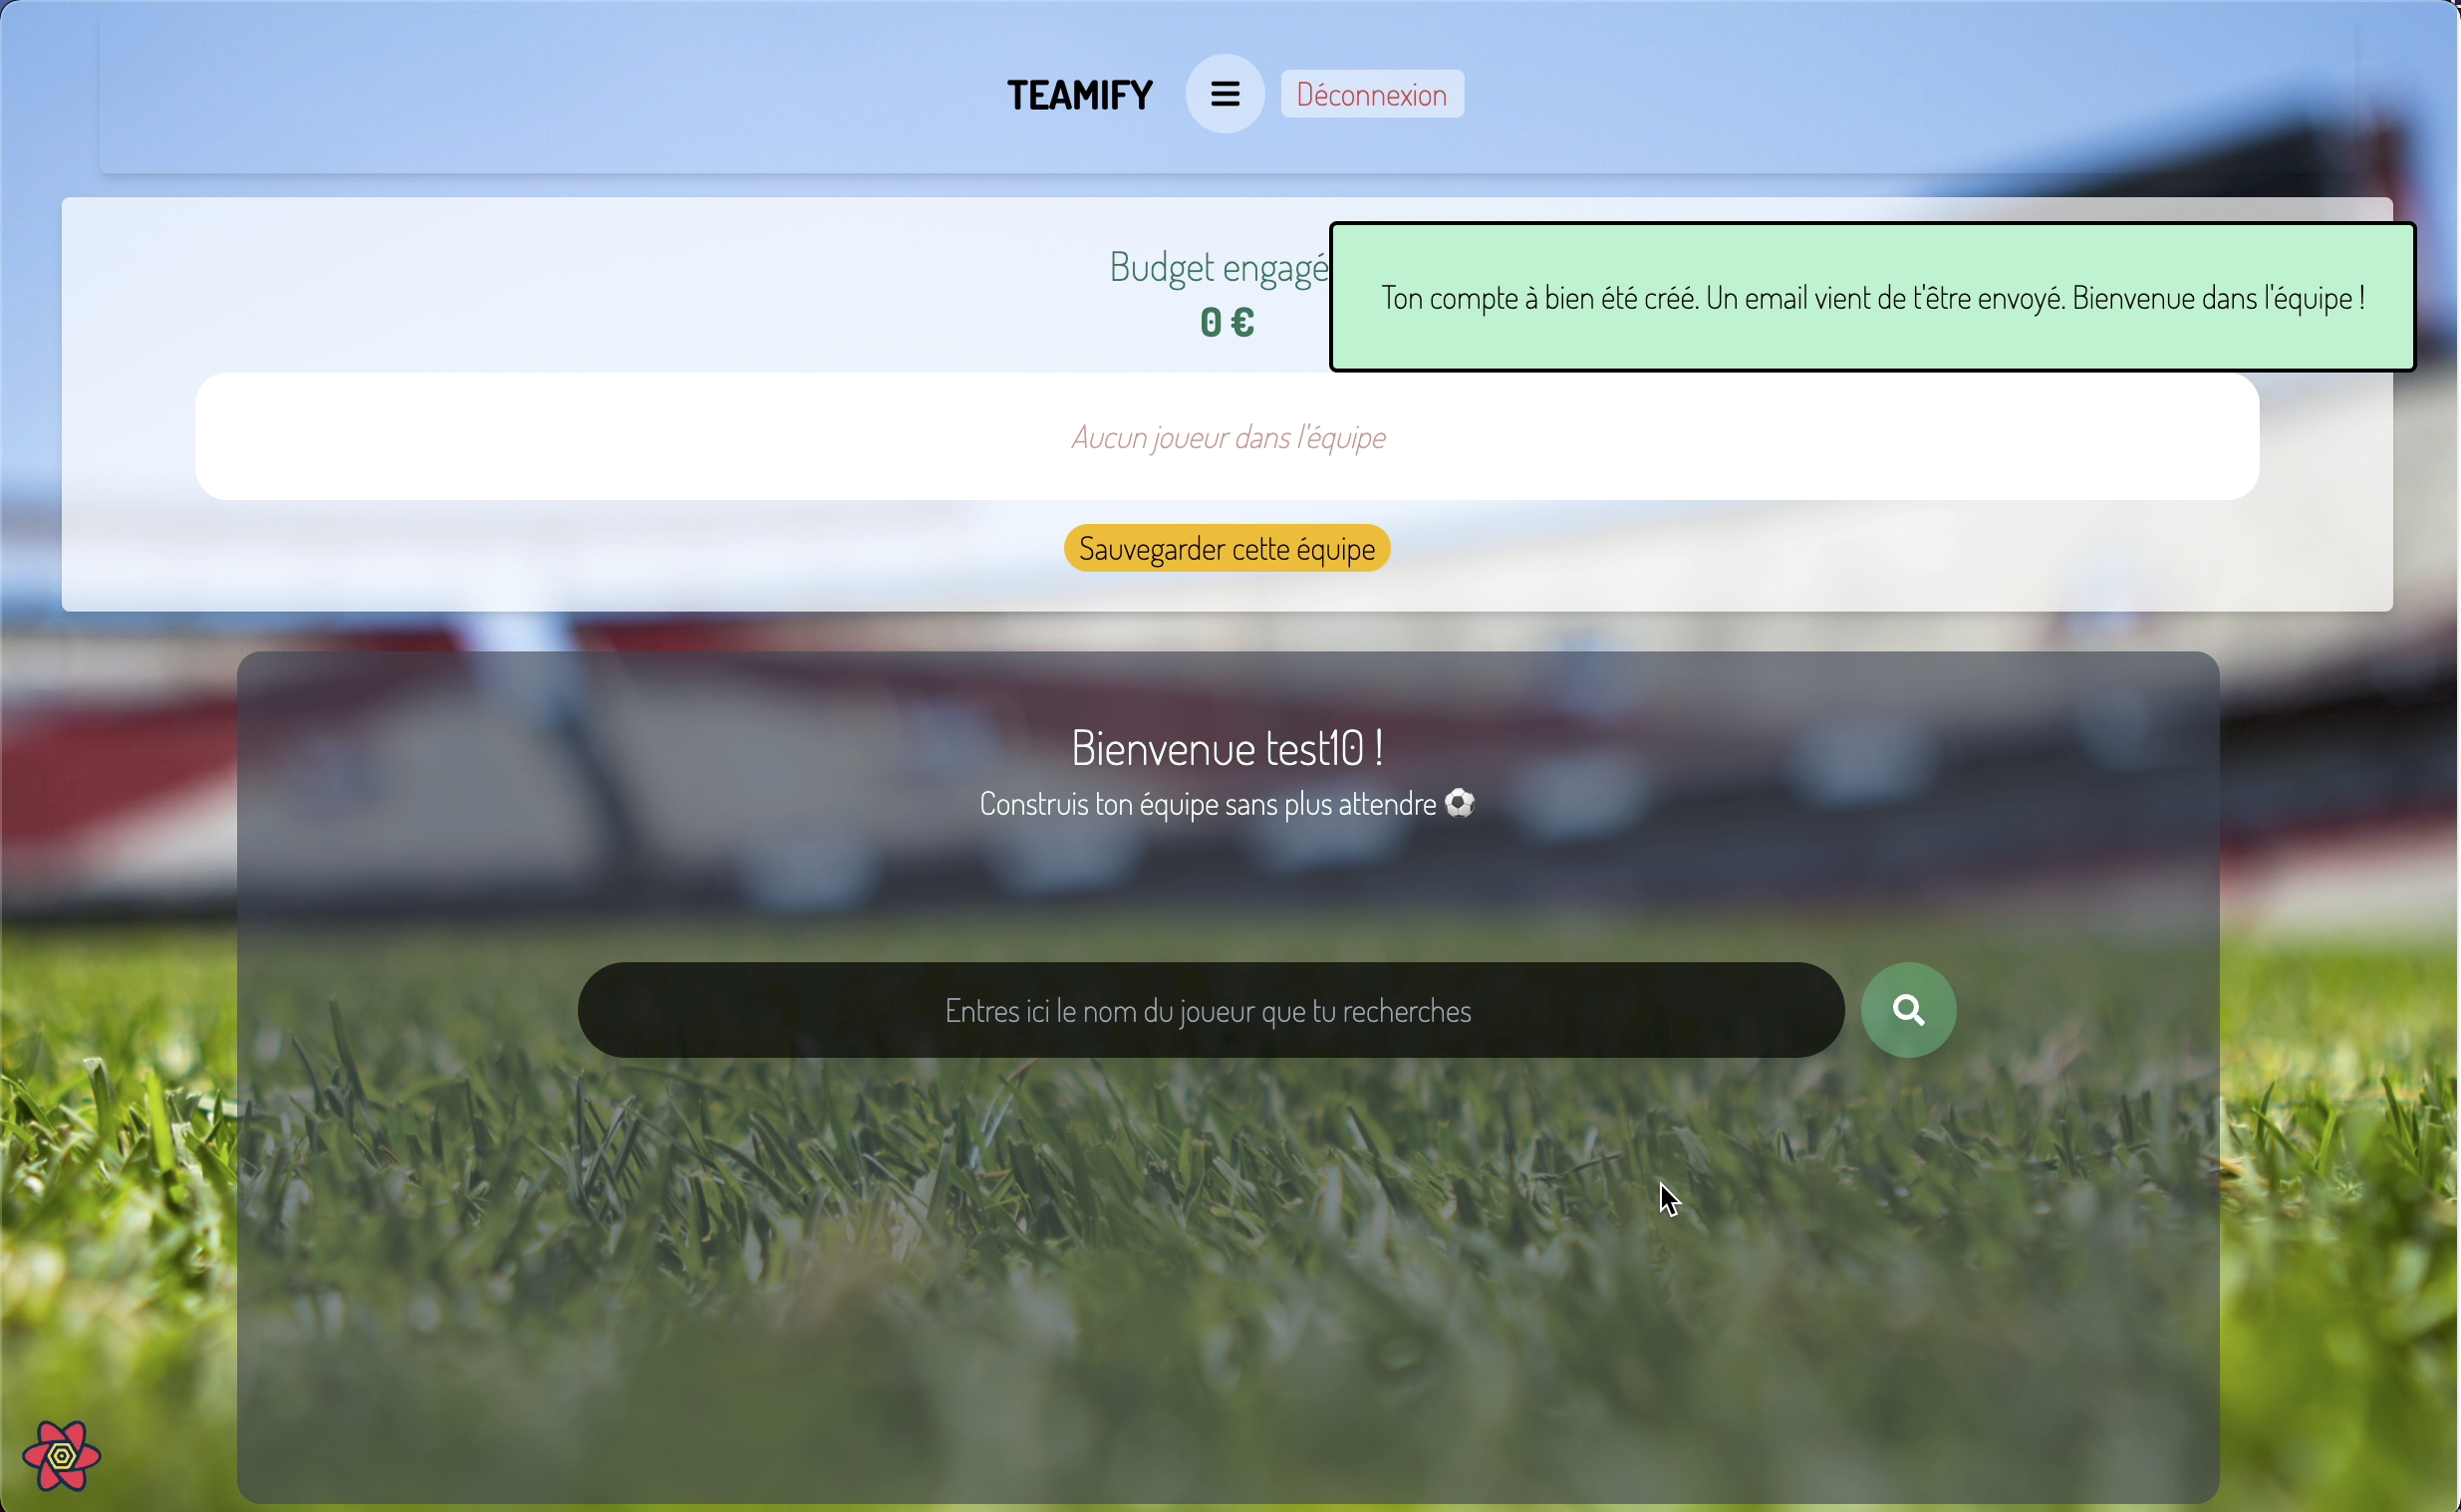 TEAMIFY
Déconnexion
Budget engagé
0 €
Ton compte à bien été créé. Un email vient de t'être envoyé. Bienvenue dans l'équipe !
Aucun joueur dans l'équipe
Sauvegarder cette équipe
Bienvenue test10 !
Construis ton équipe sans plus attendre ⚽
Entres ici le nom du joueur que tu recherches